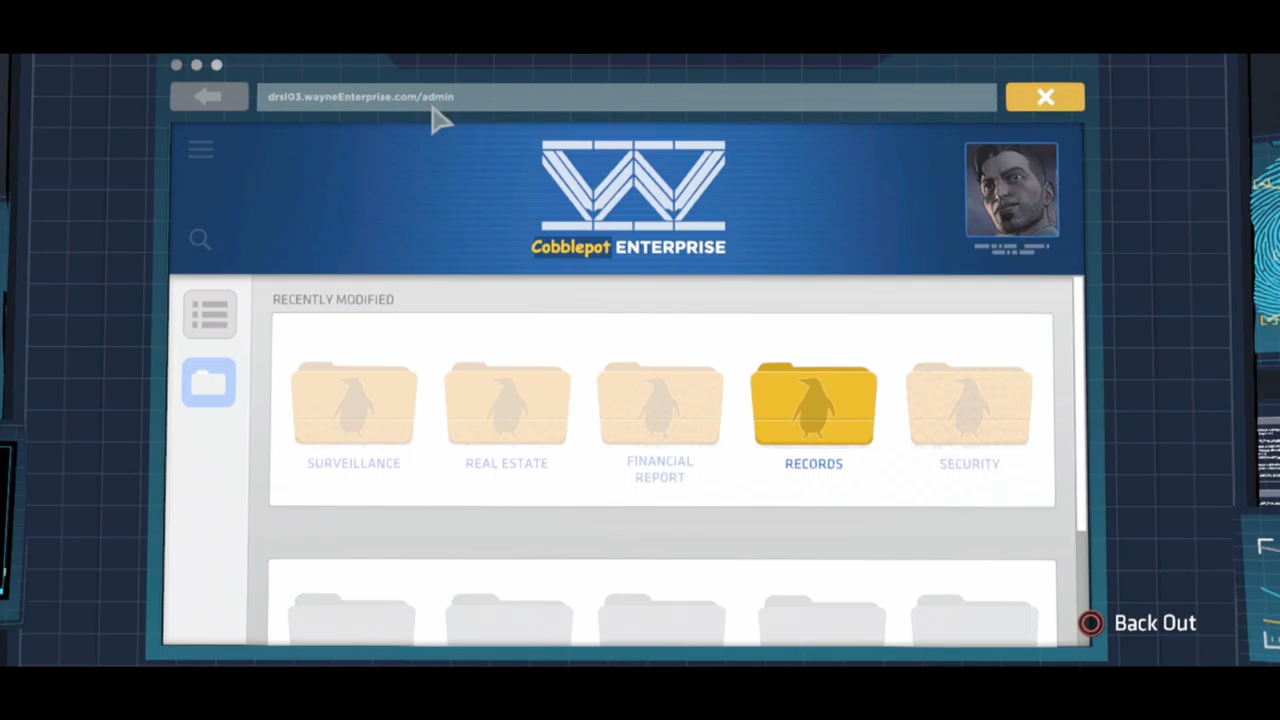 drsl03.wayneEnterprise.com/admin
Cobblepot ENTERPRISE
RECENTLY MODIFIED
SURVEILLANCE
REAL ESTATE
FINANCIAL
REPORT
RECORDS
SECURITY
Back Out